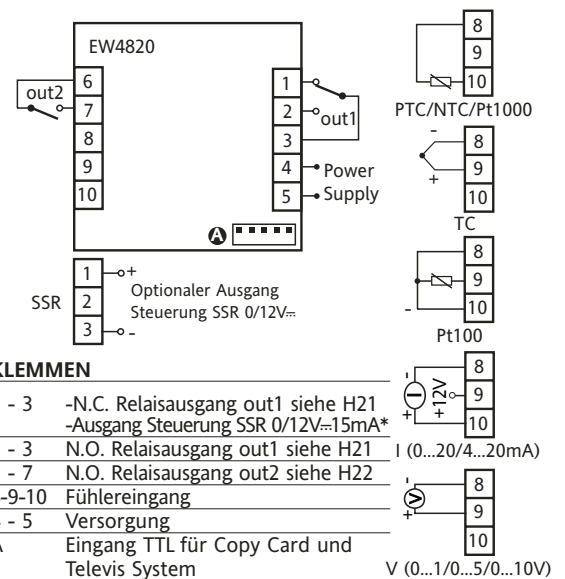 EW4820
6
7
8
9
10
out2
1
2
3
4
5
out1
Power
Supply
A
SSR
1
2
3
+
-
Optionaler Ausgang
Steuerung SSR 0/12V⎓
8
9
10
PTC/NTC/Pt1000
-
+
8
9
10
TC
-
8
9
10
Pt100
-
+
I
+12V
8
9
10
I (0...20/4...20mA)
-
+
V
8
9
10
V (0...1/0...5/0...10V)
KLEMMEN
- 3 -N.C. Relaisausgang out1 siehe H21
-Ausgang Steuerung SSR 0/12V⎓15mA*
- 3 N.O. Relaisausgang out1 siehe H21
- 7 N.O. Relaisausgang out2 siehe H22
-9-10 Fühlereingang
- 5 Versorgung
Eingang TTL für Copy Card und
Televis System